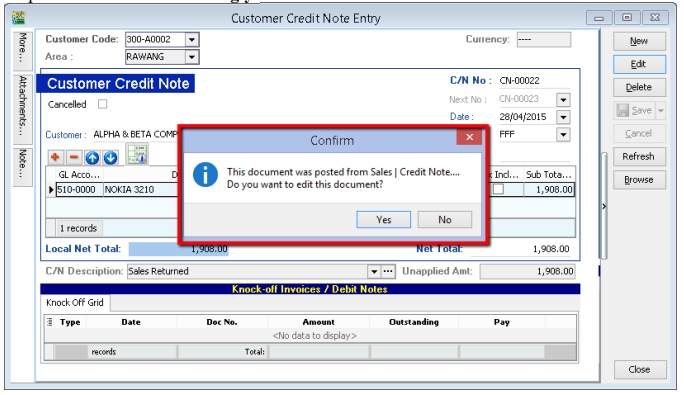 Customer Credit Note Entry
More...
Attachments...
Note...
Customer Code: 300-A0002
Currency: ----
Area : RAWANG
Customer Credit Note
Cancelled
C/N No : CN-00022
Next No : CN-00023
Date : 28/04/2015
Customer : ALPHA & BETA COMP
FFF
Confirm
This document was posted from Sales | Credit Note....
Do you want to edit this document?
Yes No
GL Acco... Incl... Sub Tota...
510-0000 NOKIA 3210 1,908.00
1 records
Local Net Total: 1,908.00 Net Total: 1,908.00
C/N Description: Sales Returned Unapplied Amt: 1,908.00
Knock-off Invoices / Debit Notes
Knock Off Grid
Type Date Doc No. Amount Outstanding Pay
<No data to display>
records Total:
New
Edit
Delete
Save
Cancel
Refresh
Browse
Close